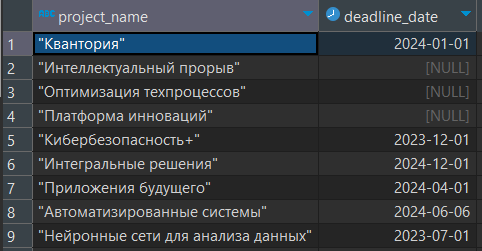 project_name deadline_date
1 "Квантория" 2024-01-01
2 "Интеллектуальный прорыв" [NULL]
3 "Оптимизация техпроцессов" [NULL]
4 "Платформа инноваций" [NULL]
5 "Кибербезопасность+" 2023-12-01
6 "Интегральные решения" 2024-12-01
7 "Приложения будущего" 2024-04-01
8 "Автоматизированные системы" 2024-06-06
9 "Нейронные сети для анализа данных" 2023-07-01